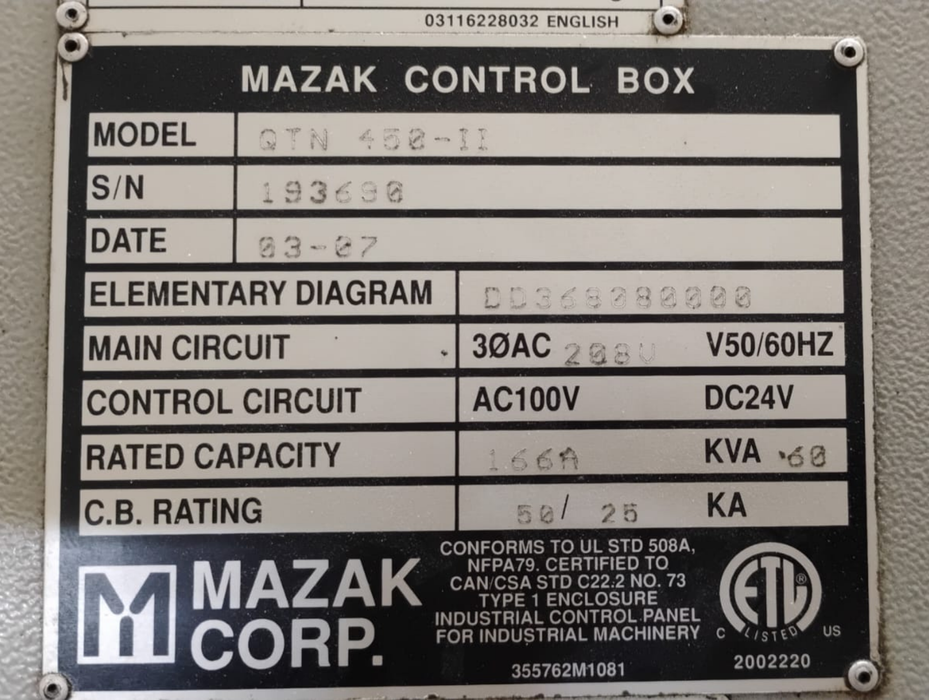 03116228032 ENGLISH
MAZAK CONTROL BOX
MODEL QTN 450-II
S/N 193690
DATE 03-07
ELEMENTARY DIAGRAM
MAIN CIRCUIT 3ØAC 208V V50/60HZ
CONTROL CIRCUIT AC100V DC24V
RATED CAPACITY 166A KVA 60
C.B. RATING 50/ 25 KA
MAZAK
CORP.
CONFORMS TO UL STD 508A,
NFPA79. CERTIFIED TO
CAN/CSA STD C22.2 NO. 73
TYPE 1 ENCLOSURE
INDUSTRIAL CONTROL PANEL
FOR INDUSTRIAL MACHINERY
355762M1081
ETL ®
C LISTED US
2002220